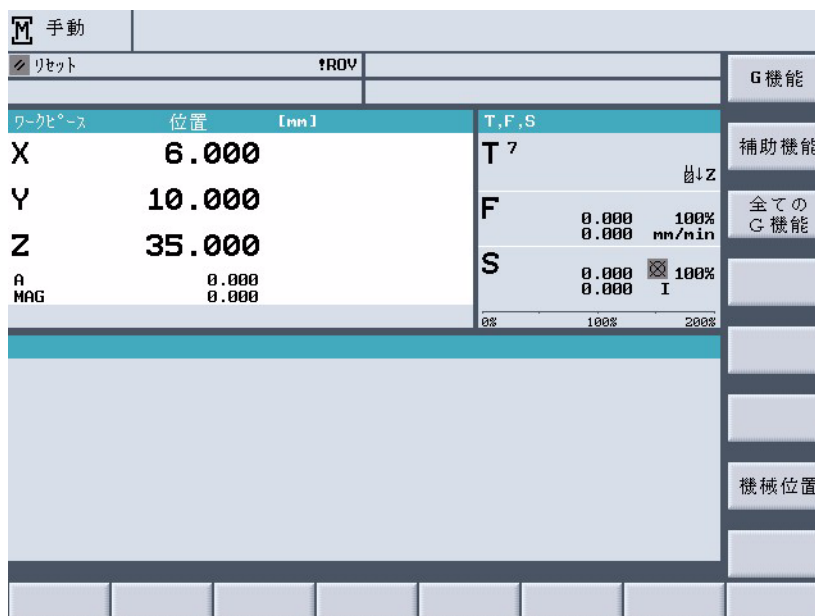 M 手動
リセット !ROV
G機能
ワークピース 位置 [mm] T,F,S
X 6.000
T 7
補助機能
↓Z
Y 10.000
F 0.000 100%
0.000 mm/min
全ての
G機能
Z 35.000
S 0.000 100%
0.000 I
A 0.000
MAG 0.000
0% 100% 200%
機械位置